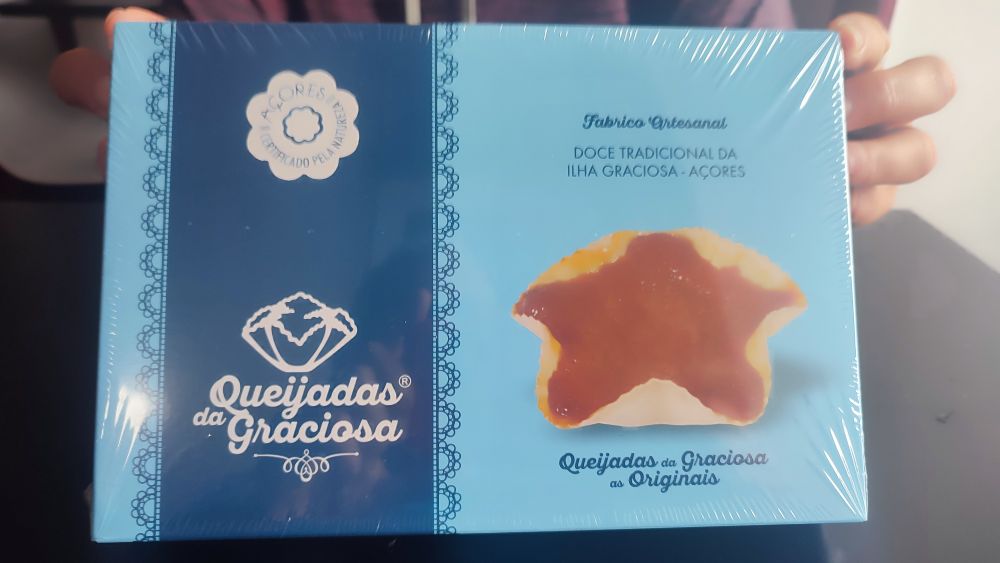 AÇORES
CERTIFICADO PELA NATUREZA
Queijadas®
da Graciosa
Fabrico Artesanal
DOCE TRADICIONAL DA
ILHA GRACIOSA - AÇORES
Queijadas da Graciosa
as Originais